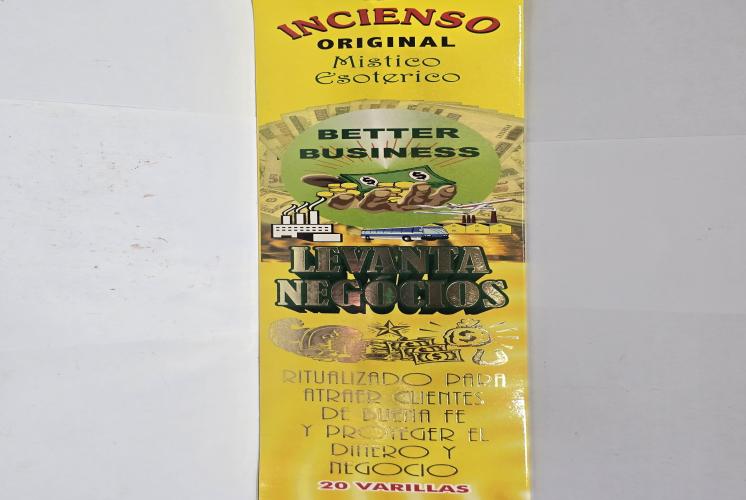 INCIENSO
ORIGINAL
Mistico
Esoterico
BETTER
BUSINESS
LEVANTA
NEGOCIOS
RITUALIZADO PARA
ATRAER CLIENTES
DE BUENA FE
Y PROTEGER EL
DINERO Y
NEGOCIO
20 VARILLAS